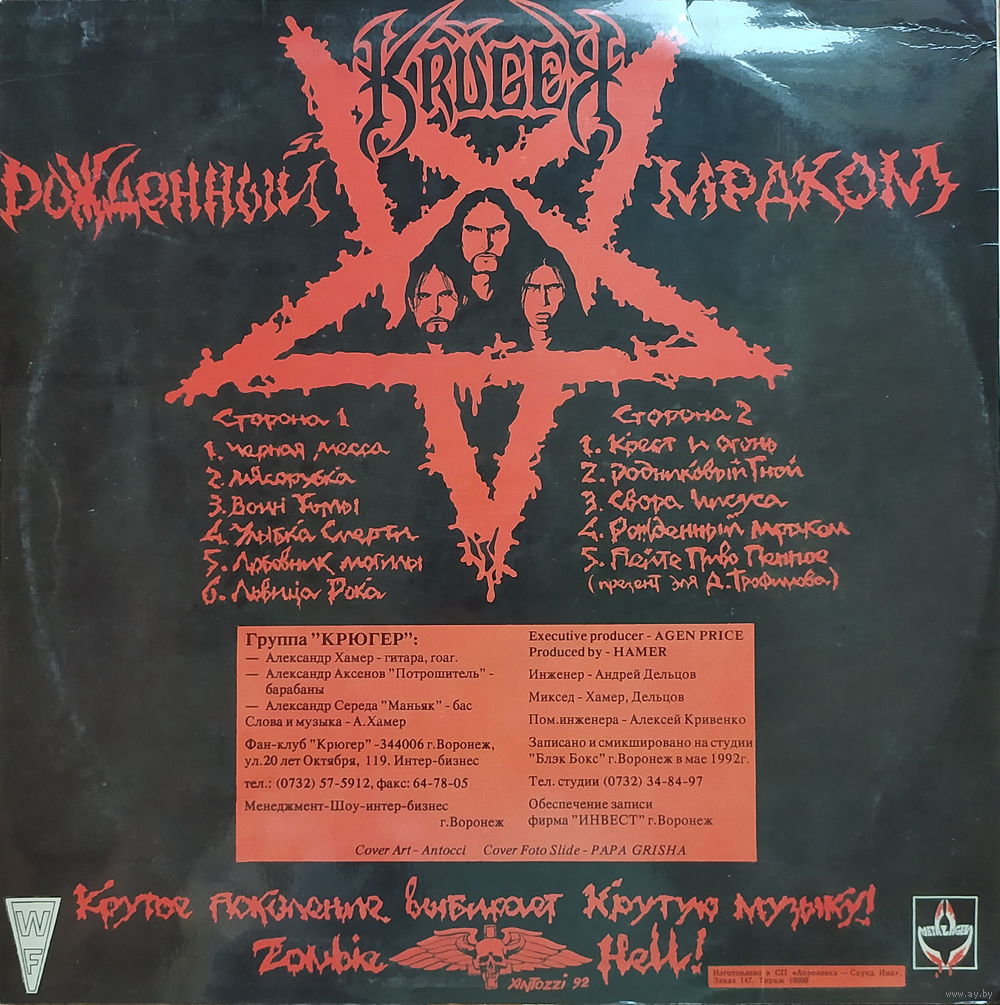 KRÜGER
РОЖДЕННЫЙ МРАКОМ
Сторона 1
1. Черная месса
2. Мясорубка
3. Воин Тьмы
4. Улыбка Смерти
5. Любовник могилы
6. Львица Рока
Сторона 2
1. Крест и огонь
2. Родниковый Гной
3. Свора Иисуса
4. Рожденный мраком
5. Пейте Пиво Пенное
(презент для Д.Трофимова)
Группа "КРЮГЕР":
— Александр Хамер - гитара, roar.
— Александр Аксенов "Потрошитель" -
барабаны
— Александр Середа "Маньяк" - бас
Слова и музыка - А.Хамер
Фан-клуб "Крюгер" -344006 г.Воронеж,
ул.20 лет Октября, 119. Интер-бизнес
тел.: (0732) 57-5912, факс: 64-78-05
Менеджмент-Шоу-интер-бизнес
г.Воронеж
Executive producer - AGEN PRICE
Produced by - HAMER
Инженер - Андрей Дельцов
Миксед - Хамер, Дельцов
Пом.инженера - Алексей Кривенко
Записано и смикшировано на студии
"Блэк Бокс" г.Воронеж в мае 1992г.
Тел. студии (0732) 34-84-97
Обеспечение записи
фирма "ИНВЕСТ" г.Воронеж
Cover Art - Antocci Cover Foto Slide - PAPA GRISHA
Крутое поколение выбирает Крутую музыку!
Zombie Hell!
XANTOZZI 92
WF
METALAGEN
Изготовлено в СП «Апрелевка — Саунд Инк».
Заказ 147. Тираж 10000
www.ay.by